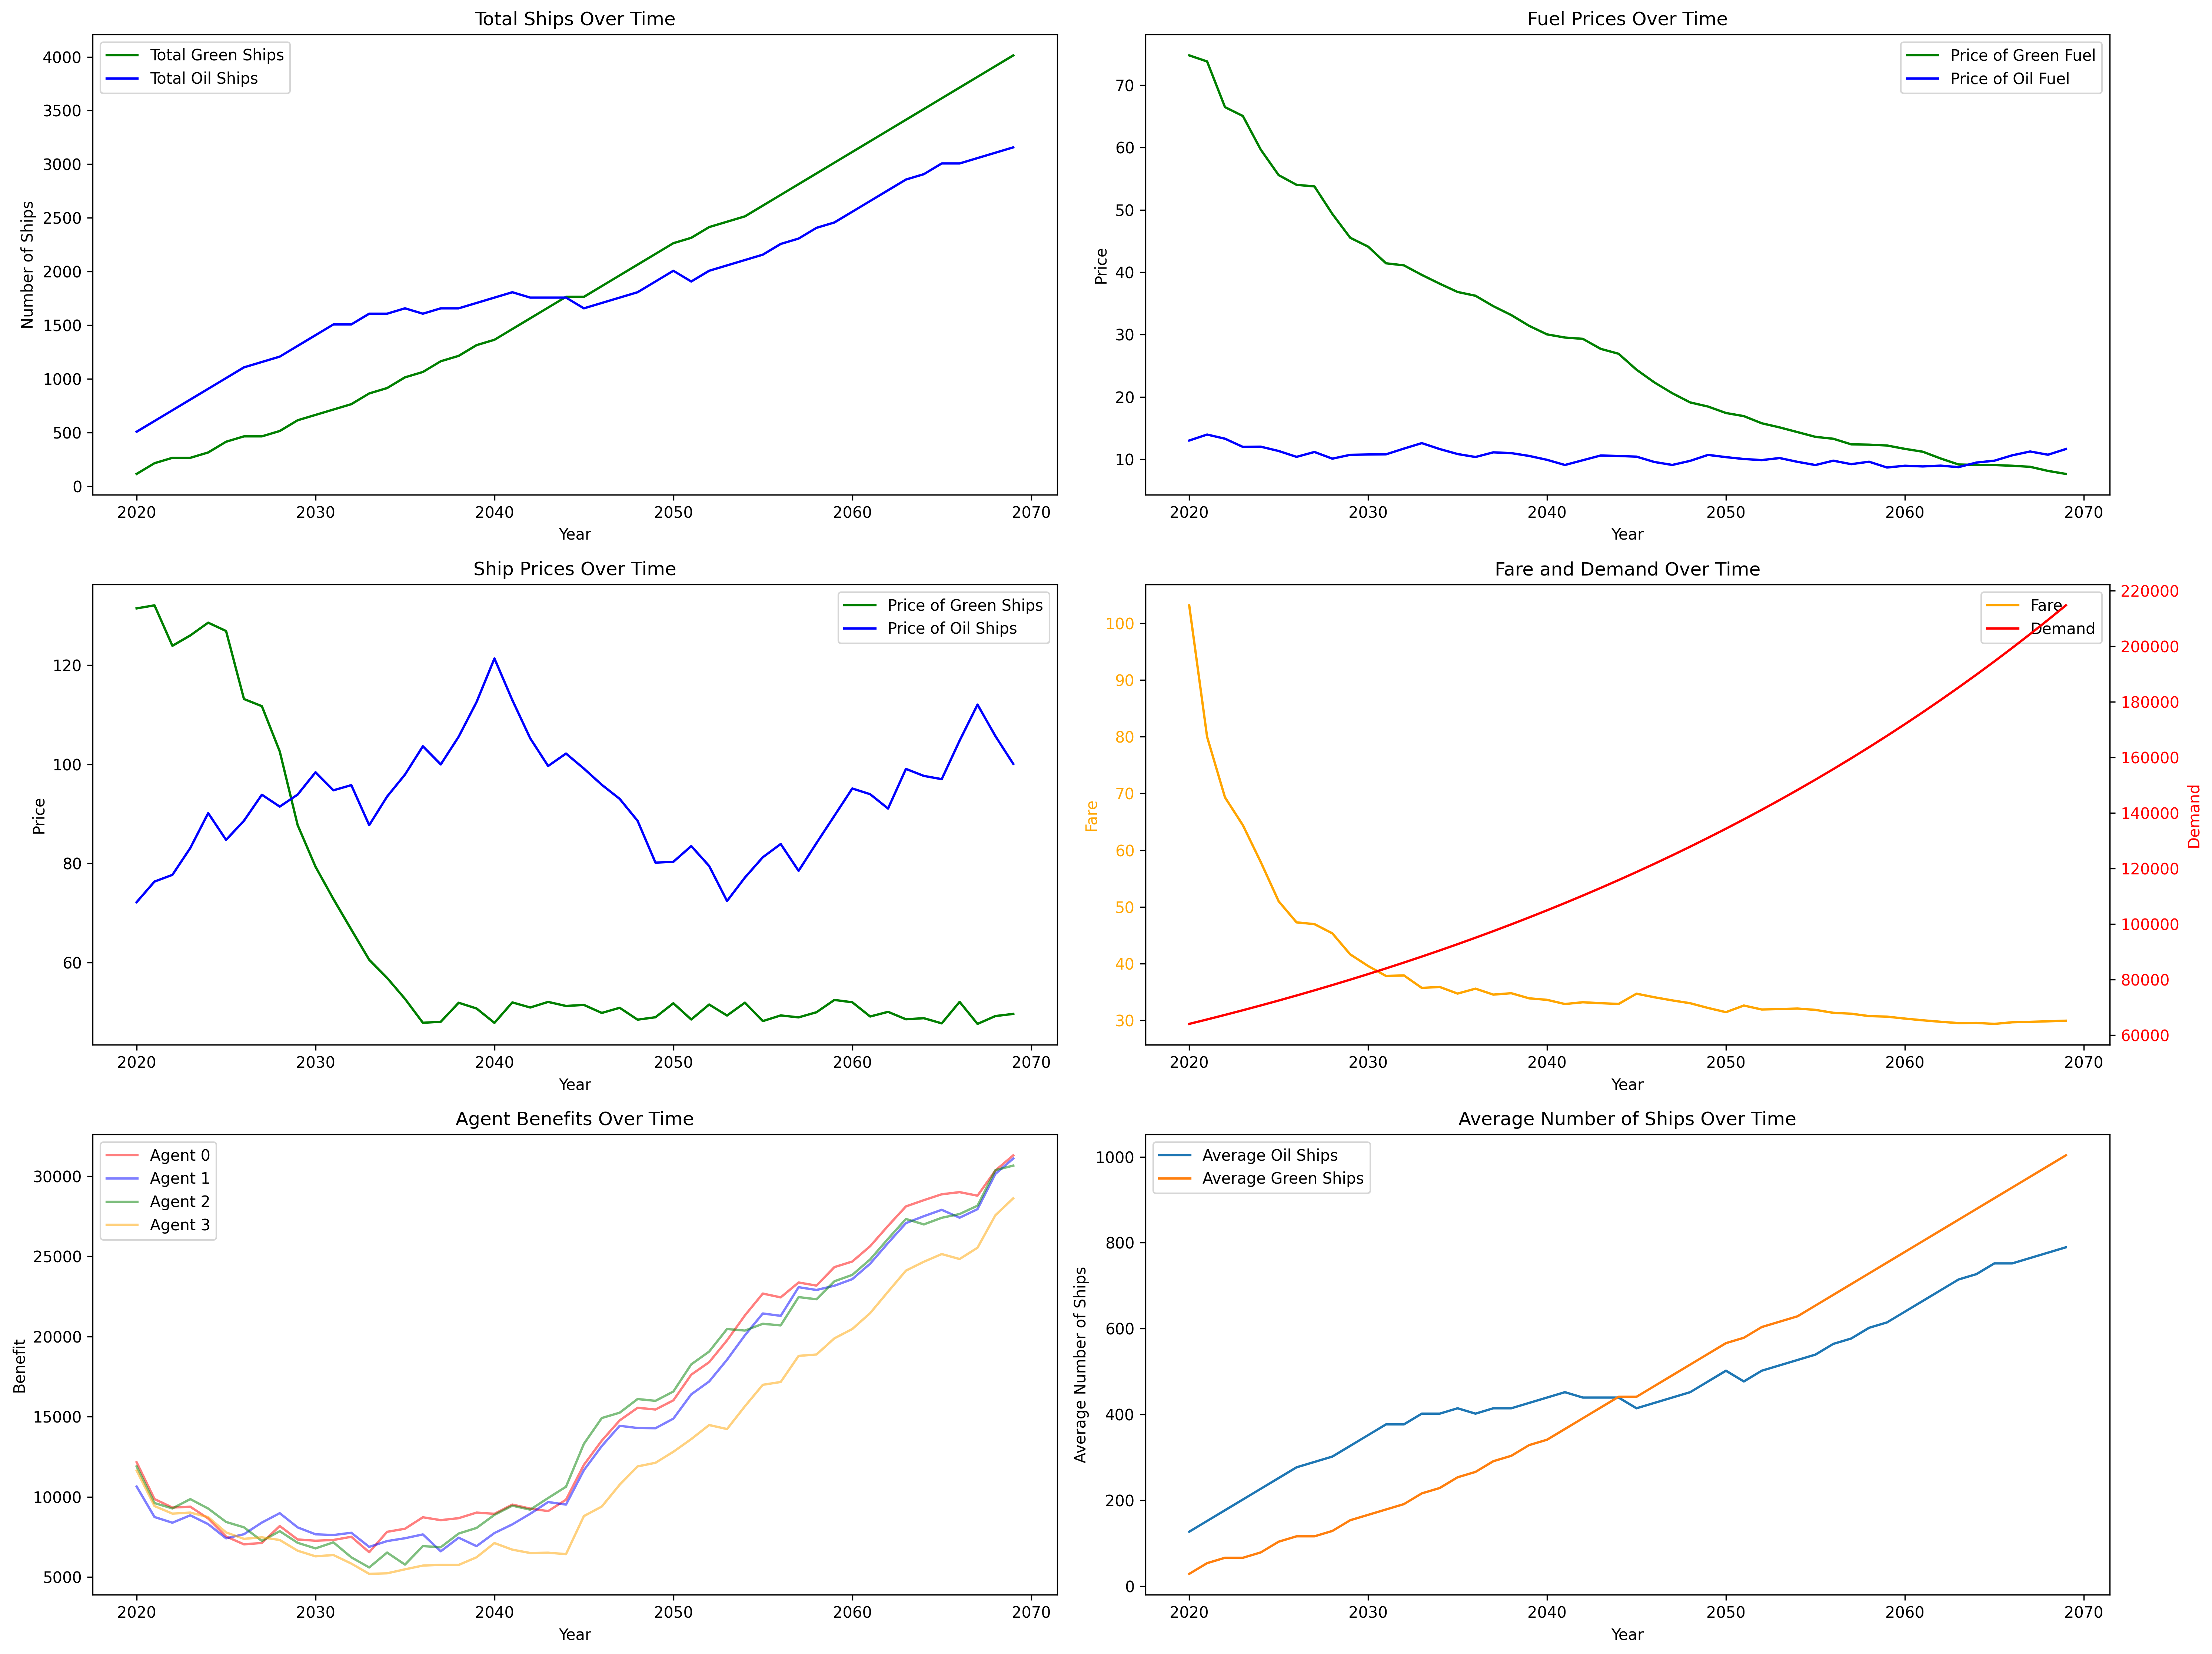 Total Ships Over Time
Total Green Ships
Total Oil Ships
Number of Ships
4000
3500
3000
2500
2000
1500
1000
500
0
2020 2030 2040 2050 2060 2070
Year
Fuel Prices Over Time
Price of Green Fuel
Price of Oil Fuel
Price
70
60
50
40
30
20
10
2020 2030 2040 2050 2060 2070
Year
Ship Prices Over Time
Price of Green Ships
Price of Oil Ships
Price
120
100
80
60
2020 2030 2040 2050 2060 2070
Year
Fare and Demand Over Time
Fare
Demand
Fare
100
90
80
70
60
50
40
30
220000
200000
180000
160000
140000
120000
100000
80000
60000
Demand
2020 2030 2040 2050 2060 2070
Year
Agent Benefits Over Time
Agent 0
Agent 1
Agent 2
Agent 3
Benefit
30000
25000
20000
15000
10000
5000
2020 2030 2040 2050 2060 2070
Year
Average Number of Ships Over Time
Average Oil Ships
Average Green Ships
Average Number of Ships
1000
800
600
400
200
0
2020 2030 2040 2050 2060 2070
Year